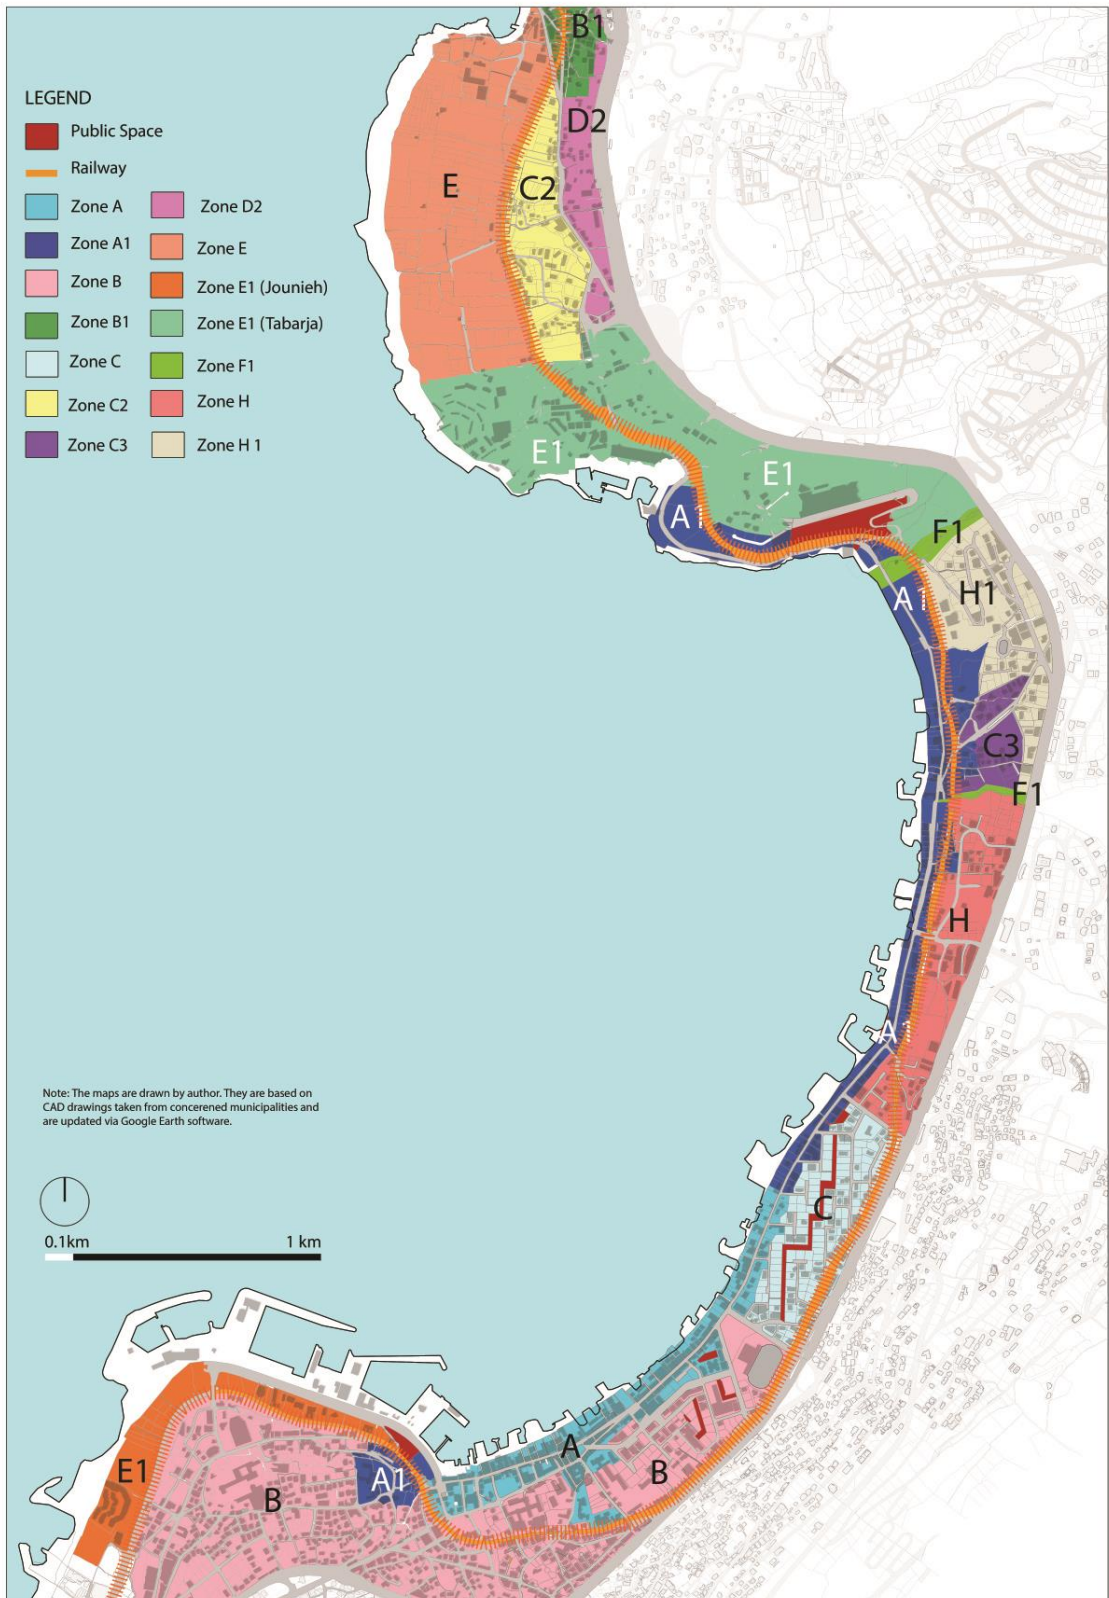 LEGEND
Public Space
Railway
Zone A
Zone A1
Zone B
Zone B1
Zone C
Zone C2
Zone C3
Zone D2
Zone E
Zone E1 (Jounieh)
Zone E1 (Tabarja)
Zone F1
Zone H
Zone H 1
B1
D2
E
C2
E1
E1
A1
F1
A1
H1
C3
F1
H
A1
C
Note: The maps are drawn by author. They are based on
CAD drawings taken from concerened municipalities and
are updated via Google Earth software.
0.1km 1 km
A
B
E1
A1
B